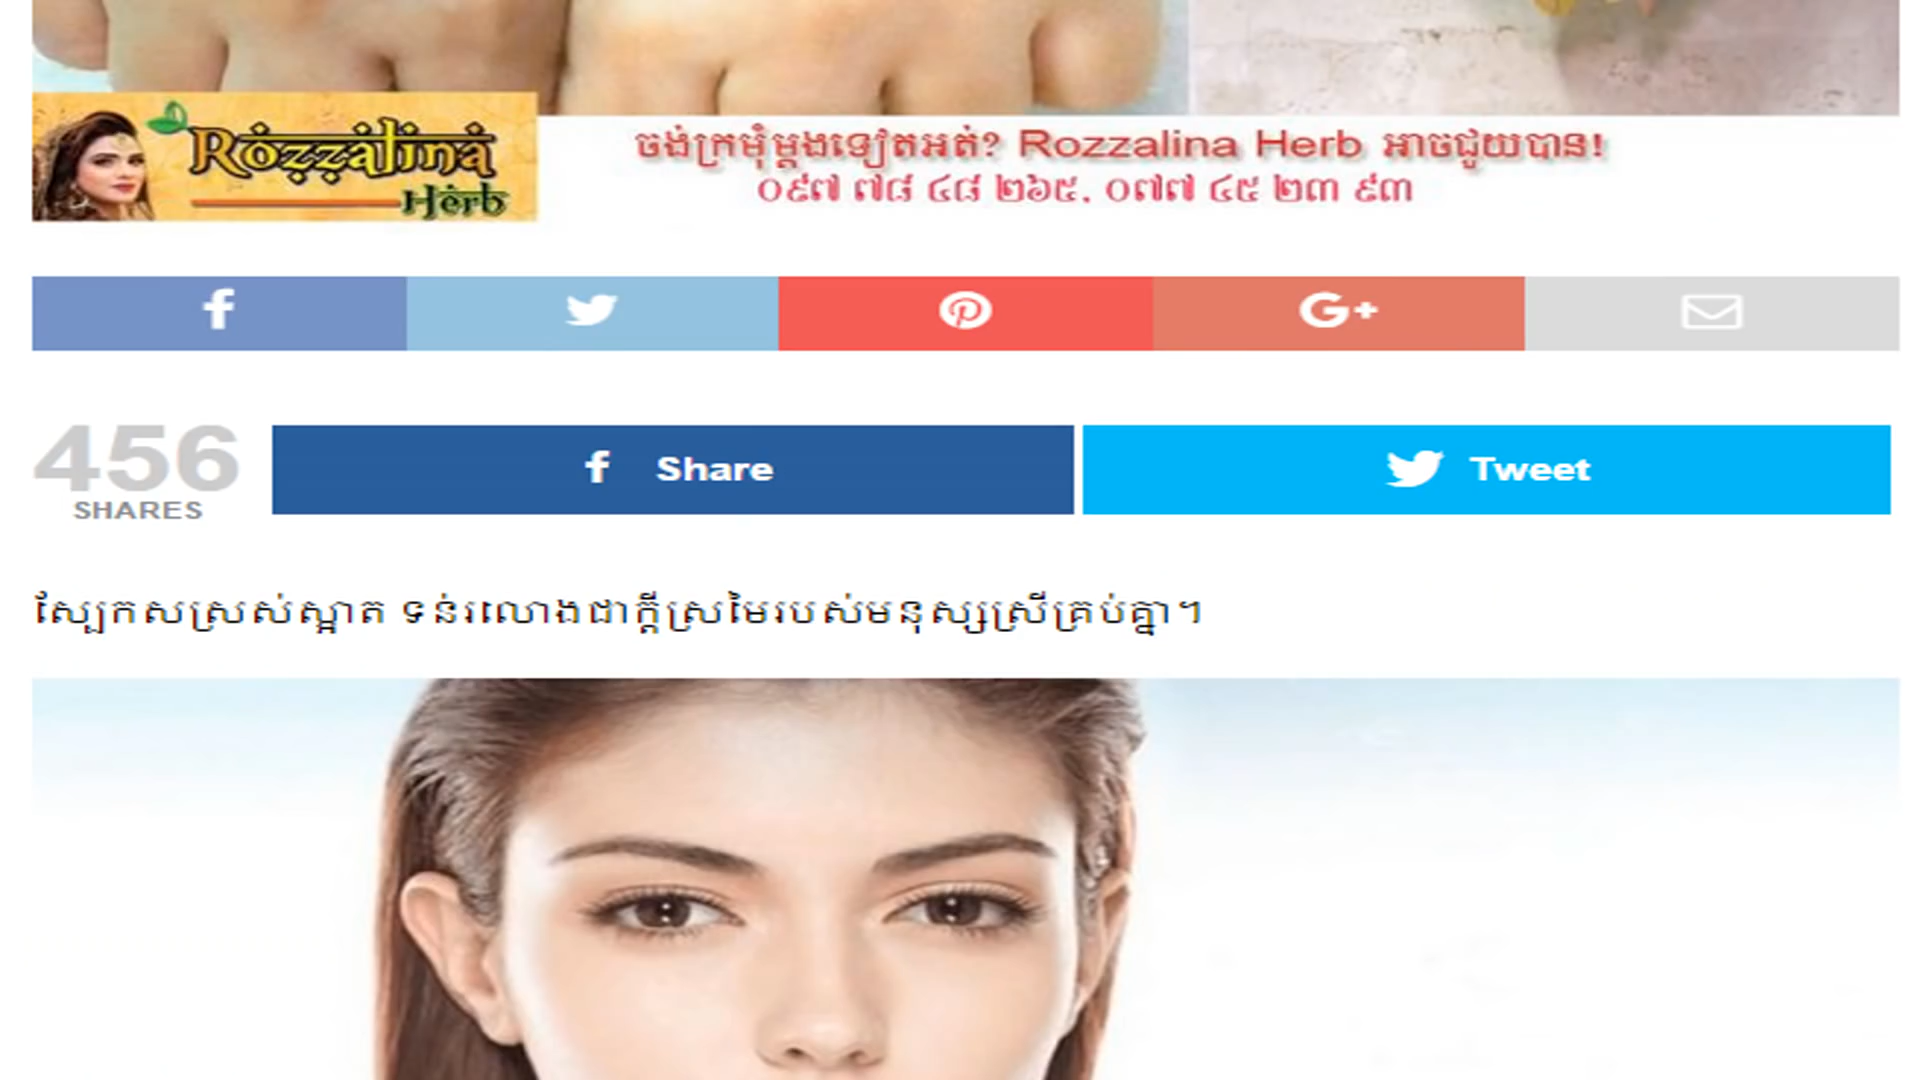 Rozzalina
Herb
ចង់ក្រមុំម្ដងទៀតអត់? Rozzalina Herb អាចជួយបាន!
០៩៧ ៧៨ ៤៨ ២៦៥, ០៧៧ ៤៥ ២៣ ៩៣
G+
456
SHARES
Share
Tweet
ស្បែកសស្រស់ស្អាត ទន់រលោងជាក្ដីស្រមៃរបស់មនុស្សស្រីគ្រប់គ្នា។